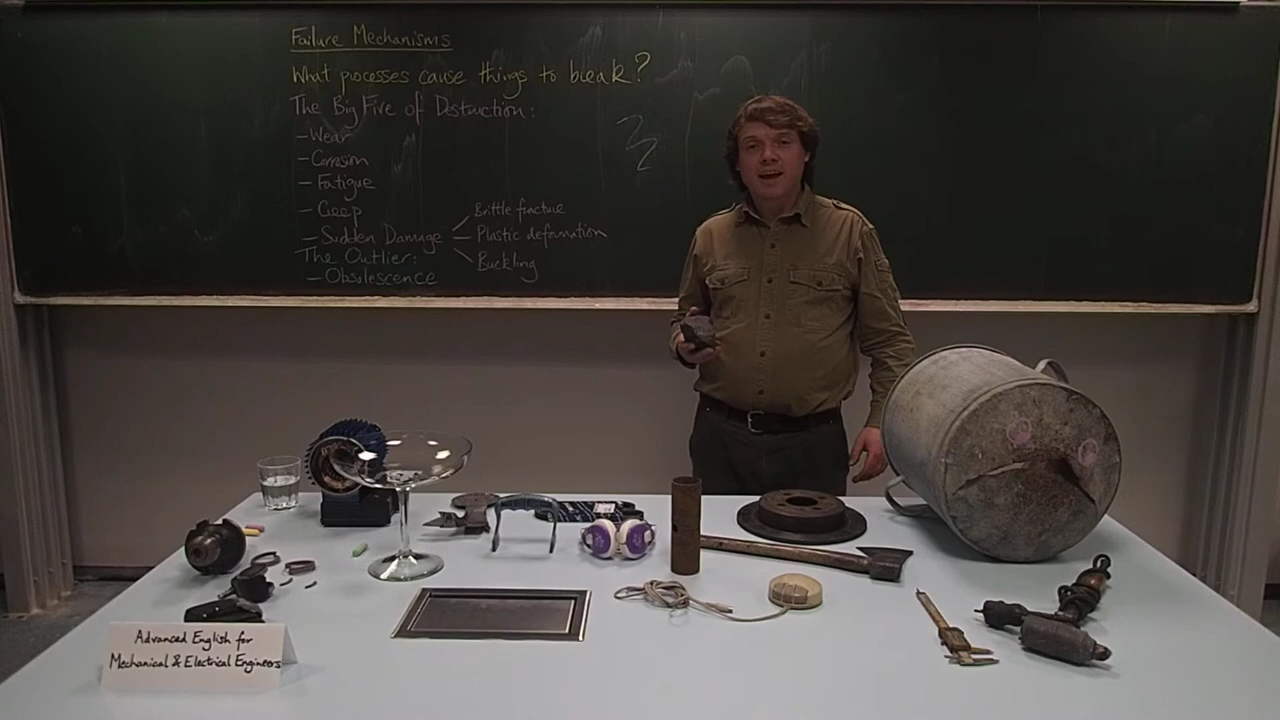 Failure Mechanisms
What processes cause things to break?
The Big Five of Destruction:
- Wear
- Corrosion
- Fatigue
- Creep
- Sudden Damage
Brittle fracture
Plastic deformation
Buckling
The Outlier:
- Obsolescence
Advanced English for
Mechanical & Electrical Engineers